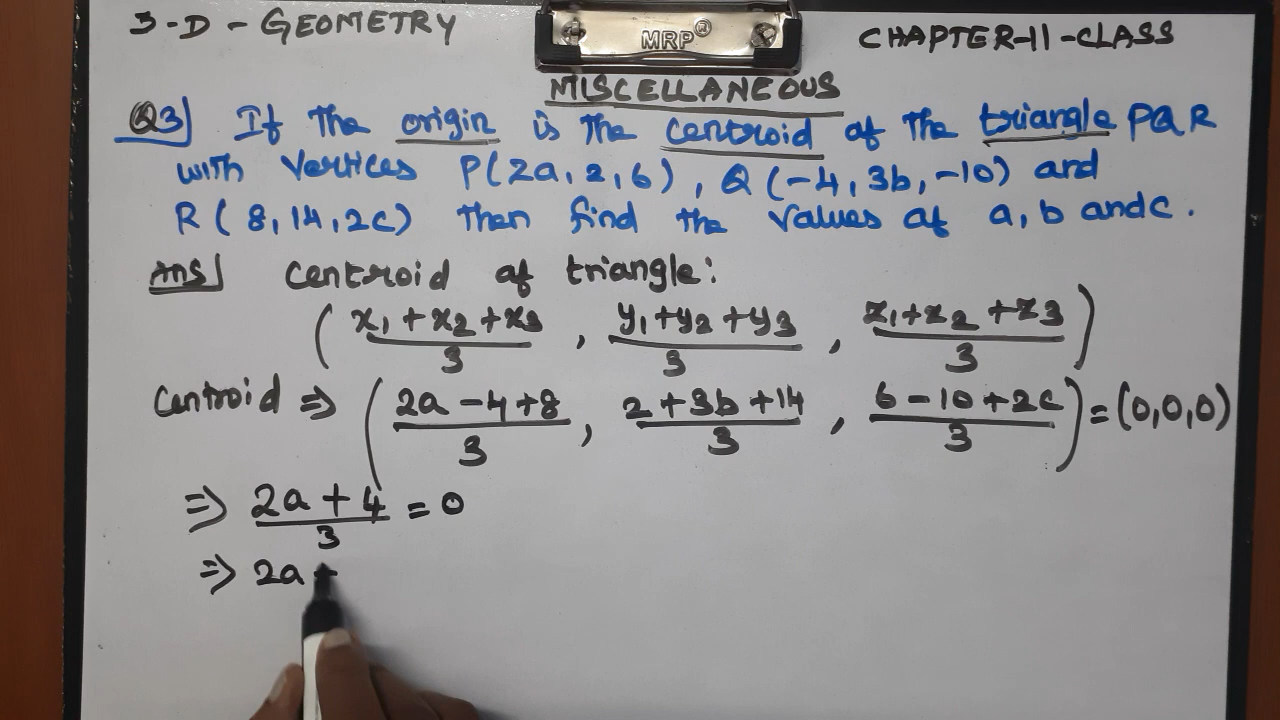 3-D - GEOMETRY
MRP®
CHAPTER-11-CLASS
MISCELLANEOUS
Q3] If the origin is the centroid of the triangle PQR
with vertices P(2a, 2, 6), Q (-4, 3b, -10) and
R ( 8, 14, 2c) then find the values of a, b and c.
Ans] Centroid of triangle:
( x₁ + x₂ + x₃ / 3 , y₁ + y₂ + y₃ / 3 , z₁ + z₂ + z₃ / 3 )
Centroid ⇒ ( 2a - 4 + 8 / 3 , 2 + 3b + 14 / 3 , 6 - 10 + 2c / 3 ) = (0,0,0)
⇒ 2a + 4 / 3 = 0
⇒ 2a